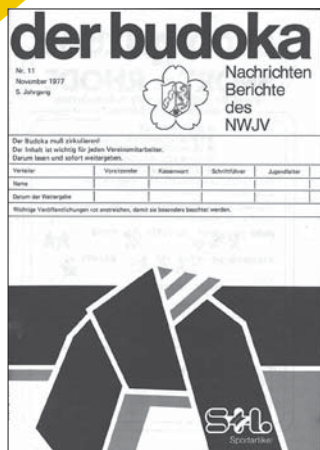 der budoka
Nr. 11
November 1977
5. Jahrgang
Nachrichten
Berichte
des
NWJV
Der Budoka muß zirkulieren!
Der Inhalt ist wichtig für jeden Vereinsmitarbeiter.
Darum lesen und sofort weitergeben.
Verteiler Vorsitzender Kassenwart Schriftführer Jugendleiter
Name
Datum der Weitergabe
Wichtige Veröffentlichungen rot anstreichen, damit sie besonders beachtet werden.
Sportartikel